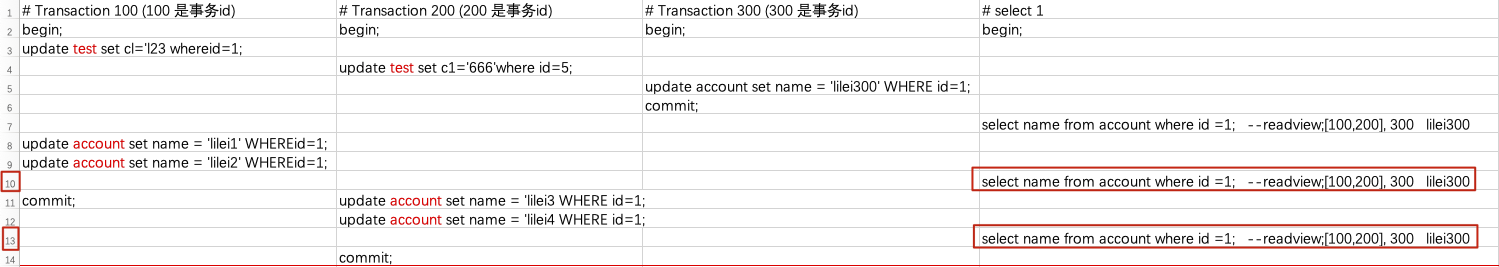 1 # Transaction 100 (100 是事务id) # Transaction 200 (200 是事务id) # Transaction 300 (300 是事务id) # select 1
2 begin; begin; begin; begin;
3 update test set cl='l23 whereid=1;
4 update test set c1='666'where id=5;
5 update account set name = 'lilei300' WHERE id=1;
6 commit;
7 select name from account where id =1; --readview;[100,200], 300 lilei300
8 update account set name = 'lilei1' WHEREid=1;
9 update account set name = 'lilei2' WHEREid=1;
10 select name from account where id =1; --readview;[100,200], 300 lilei300
11 commit; update account set name = 'lilei3 WHERE id=1;
12 update account set name = 'lilei4 WHERE id=1;
13 select name from account where id =1; --readview;[100,200], 300 lilei300
14 commit;